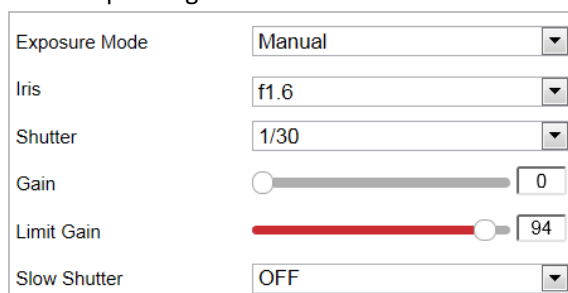 Exposure Mode Manual
Iris f1.6
Shutter 1/30
Gain 0
Limit Gain 94
Slow Shutter OFF